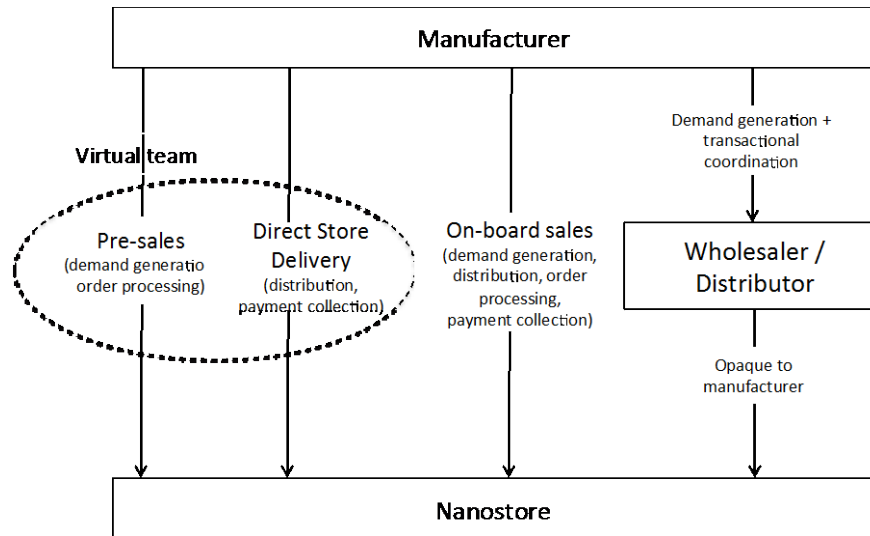 Manufacturer
Virtual team
Pre-sales
(demand generatio
order processing)
Direct Store
Delivery
(distribution,
payment collection)
On-board sales
(demand generation,
distribution, order
processing,
payment collection)
Demand generation +
transactional
coordination
Wholesaler /
Distributor
Opaque to
manufacturer
Nanostore